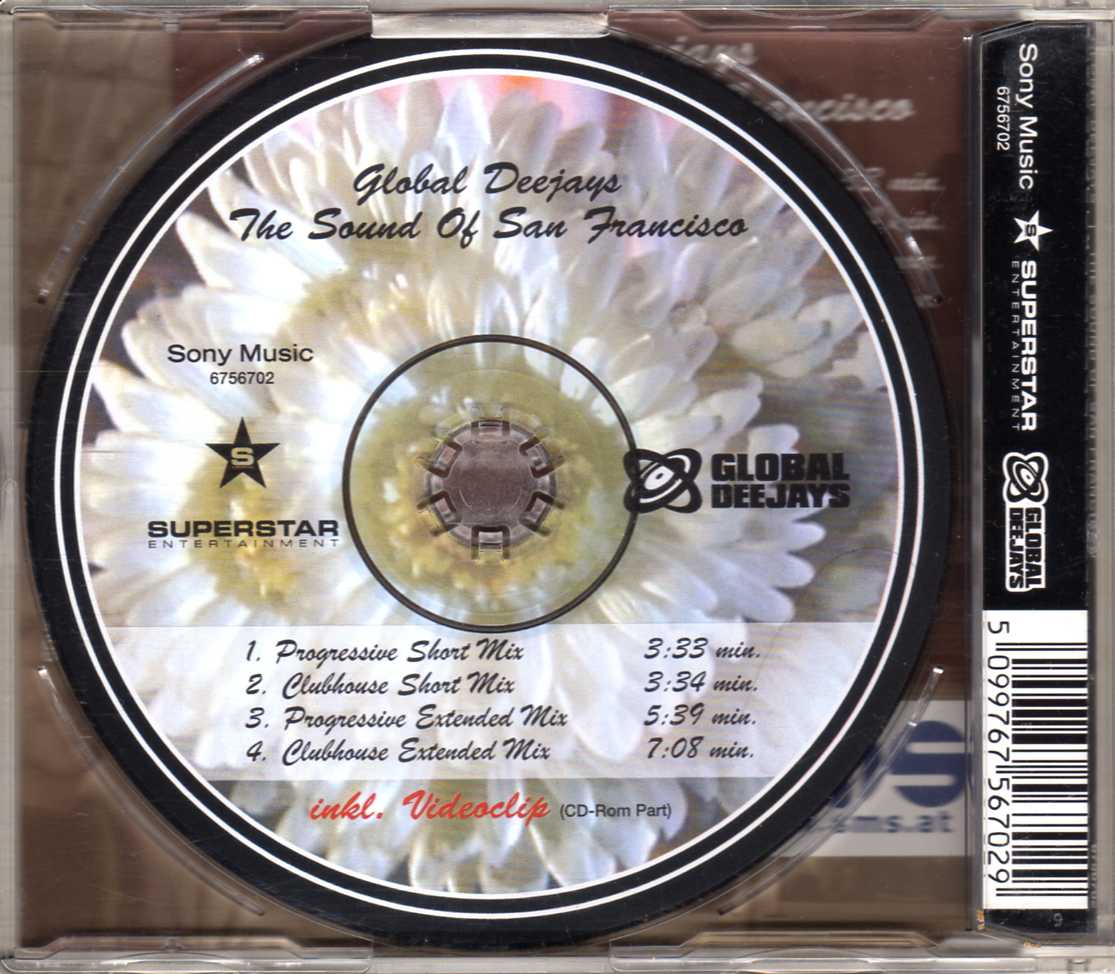 Global Deejays
The Sound Of San Francisco
Sony Music
6756702
S
SUPERSTAR
ENTERTAINMENT
GLOBAL
DEEJAYS
1. Progressive Short Mix 3:33 min.
2. Clubhouse Short Mix 3:34 min.
3. Progressive Extended Mix 5:39 min.
4. Clubhouse Extended Mix 7:08 min.
inkl. Videoclip (CD-Rom Part)
Sony Music
6756702
S
SUPERSTAR
ENTERTAINMENT
GLOBAL
DEEJAYS
5 099767 567029
9